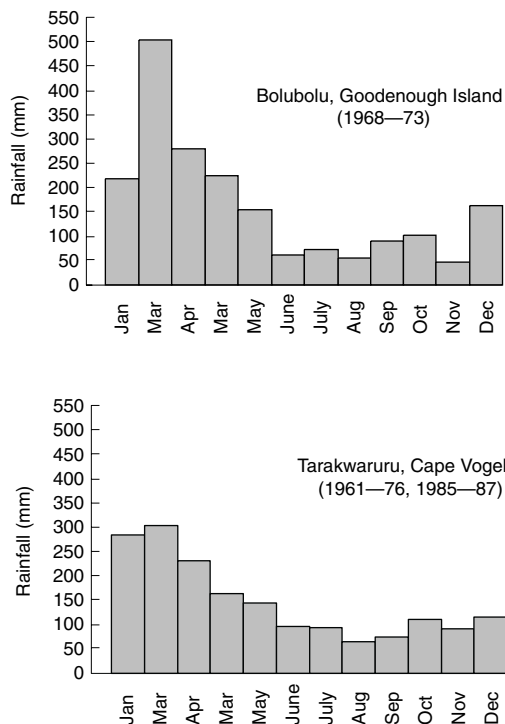 550
500
450
400
350
300
250
200
150
100
50
0
Rainfall (mm)
Bolubolu, Goodenough Island
(1968—73)
Jan
Mar
Apr
Mar
May
June
July
Aug
Sep
Oct
Nov
Dec
550
500
450
400
350
300
250
200
150
100
50
0
Rainfall (mm)
Tarakwaruru, Cape Vogel
(1961—76, 1985—87)
Jan
Mar
Apr
Mar
May
June
July
Aug
Sep
Oct
Nov
Dec